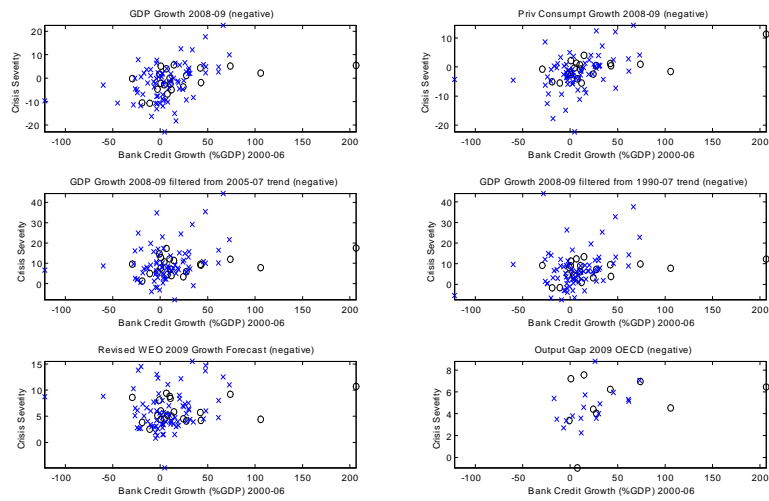 GDP Growth 2008-09 (negative)
20
10
0
-10
-20
Crisis Severity
-100 -50 0 50 100 150 200
Bank Credit Growth (%GDP) 2000-06
Priv Consumpt Growth 2008-09 (negative)
10
0
-10
-20
Crisis Severity
-100 -50 0 50 100 150 200
Bank Credit Growth (%GDP) 2000-06
GDP Growth 2008-09 filtered from 2005-07 trend (negative)
40
30
20
10
0
Crisis Severity
-100 -50 0 50 100 150 200
Bank Credit Growth (%GDP) 2000-06
GDP Growth 2008-09 filtered from 1990-07 trend (negative)
40
30
20
10
0
Crisis Severity
-100 -50 0 50 100 150 200
Bank Credit Growth (%GDP) 2000-06
Revised WEO 2009 Growth Forecast (negative)
15
10
5
0
Crisis Severity
-100 -50 0 50 100 150 200
Bank Credit Growth (%GDP) 2000-06
Output Gap 2009 OECD (negative)
8
6
4
2
0
Crisis Severity
-100 -50 0 50 100 150 200
Bank Credit Growth (%GDP) 2000-06